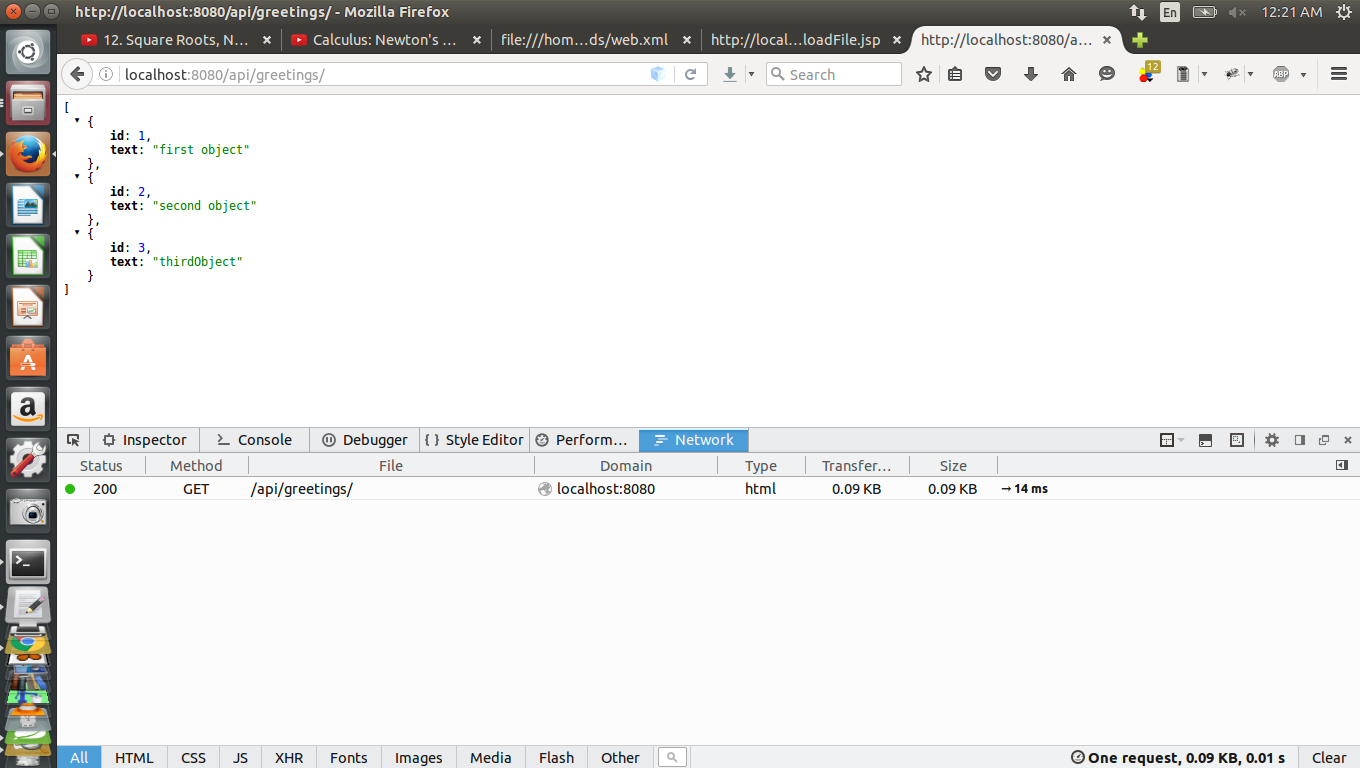 http://localhost:8080/api/greetings/ - Mozilla Firefox
En
12:21 AM
12. Square Roots, N... ×
Calculus: Newton's ... ×
file:///hom...ds/web.xml ×
http://local...loadFile.jsp ×
http://localhost:8080/a... ×
localhost:8080/api/greetings/
Search
12
ABP
[
{
id: 1,
text: "first object"
},
{
id: 2,
text: "second object"
},
{
id: 3,
text: "thirdObject"
}
]
Inspector
Console
Debugger
{ } Style Editor
Perform...
Network
Status Method File Domain Type Transfer... Size
200 GET /api/greetings/ localhost:8080 html 0.09 KB 0.09 KB → 14 ms
All HTML CSS JS XHR Fonts Images Media Flash Other
One request, 0.09 KB, 0.01 s
Clear